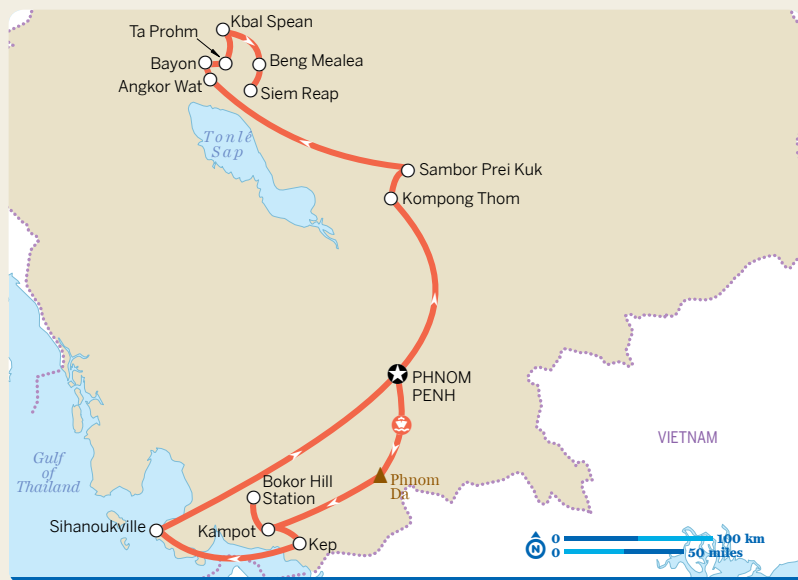 Kbal Spean
Ta Prohm
Bayon
Beng Mealea
Angkor Wat
Siem Reap
Tonlé
Sap
Sambor Prei Kuk
Kompong Thom
PHNOM
PENH
VIETNAM
Gulf
of
Thailand
Phnom
Da
Bokor Hill
Station
Sihanoukville
Kampot
Kep
N
0 100 km
0 50 miles